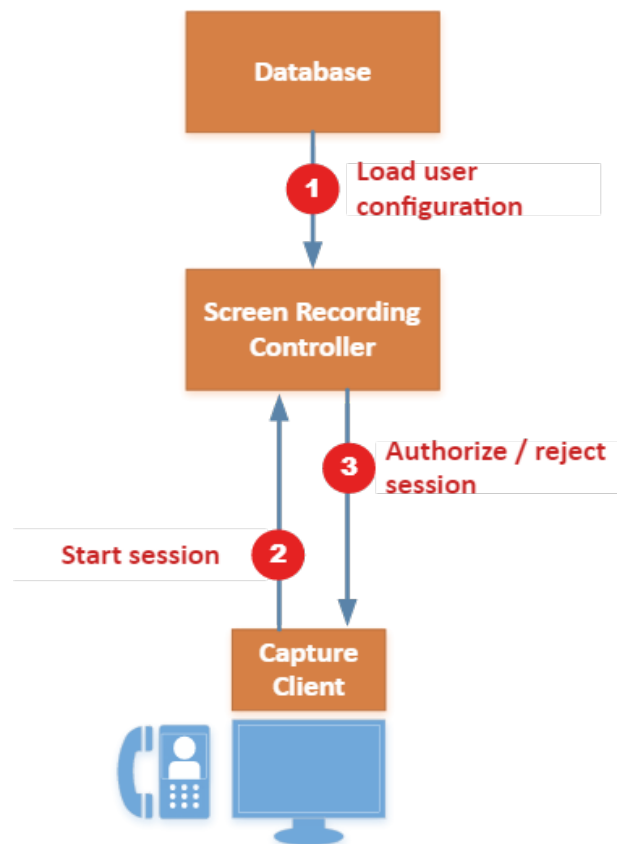 Database
1
Load user
configuration
Screen Recording
Controller
3
Authorize / reject
session
Start session
2
Capture
Client